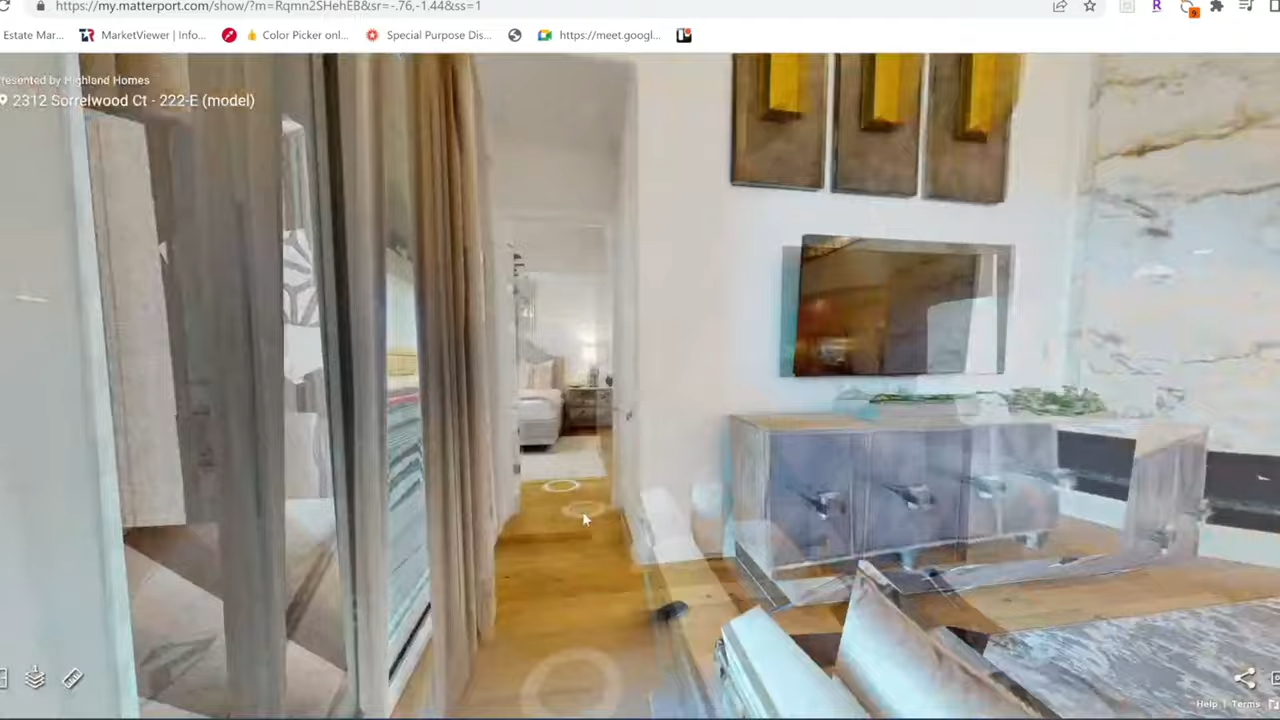 https://my.matterport.com/show/?m=Rqmn2SHehEB&sr=-.76,-1.44&ss=1
Estate Mar... MarketViewer | Info... Color Picker onl... Special Purpose Dis... https://meet.googl...
resented by Highland Homes
2312 Sorrelwood Ct - 222-E (model)
Help | Terms